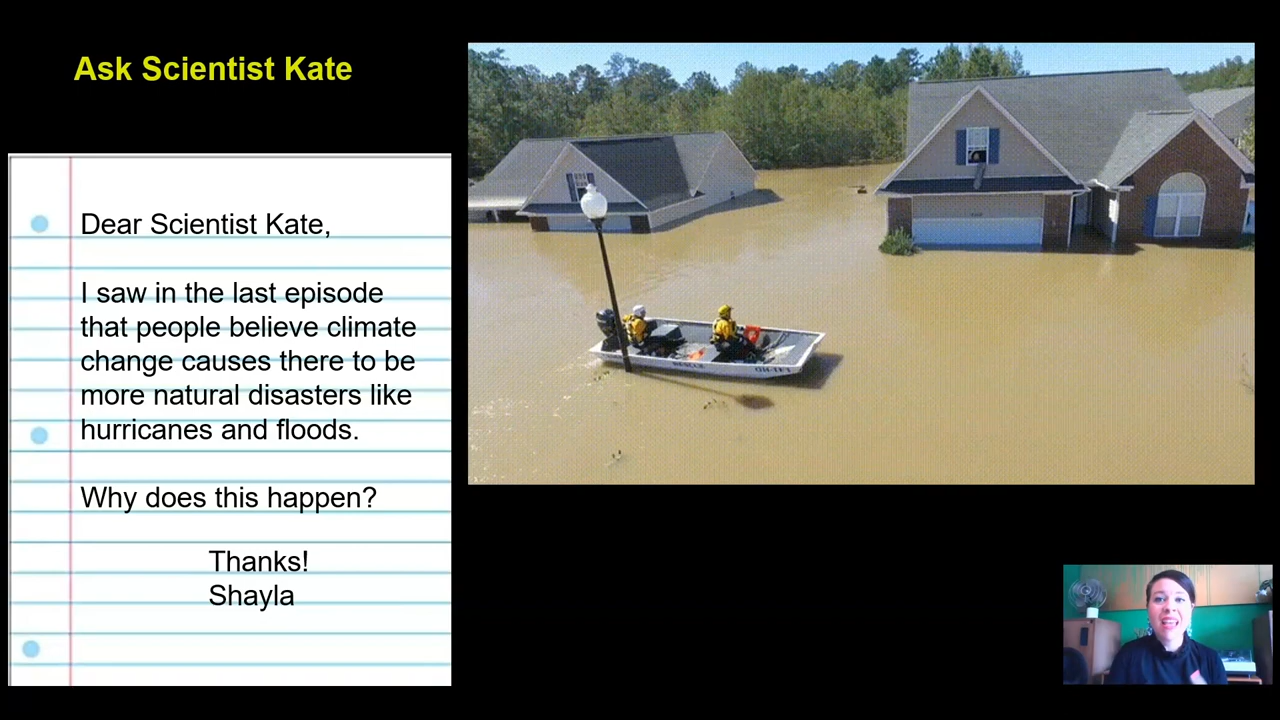 Ask Scientist Kate
Dear Scientist Kate,
I saw in the last episode
that people believe climate
change causes there to be
more natural disasters like
hurricanes and floods.
Why does this happen?
Thanks!
Shayla